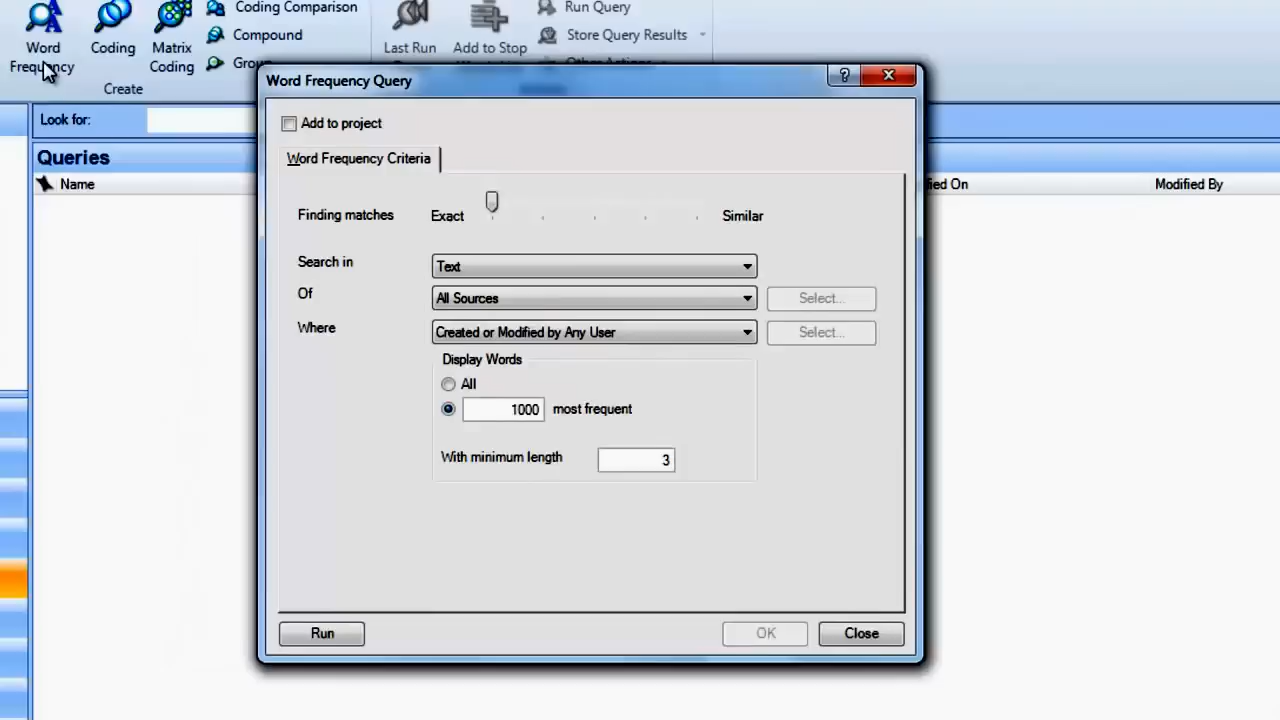 Coding Comparison
Run Query
Compound
Store Query Results
Word Frequency
Coding
Matrix Coding
Last Run
Add to Stop
Create
Word Frequency Query
Look for:
Add to project
Queries
Word Frequency Criteria
Name
Modified By
Finding matches
Exact
Similar
Search in
Text
Of
All Sources
Select...
Where
Created or Modified by Any User
Select...
Display Words
All
1000 most frequent
With minimum length 3
Run
OK
Close